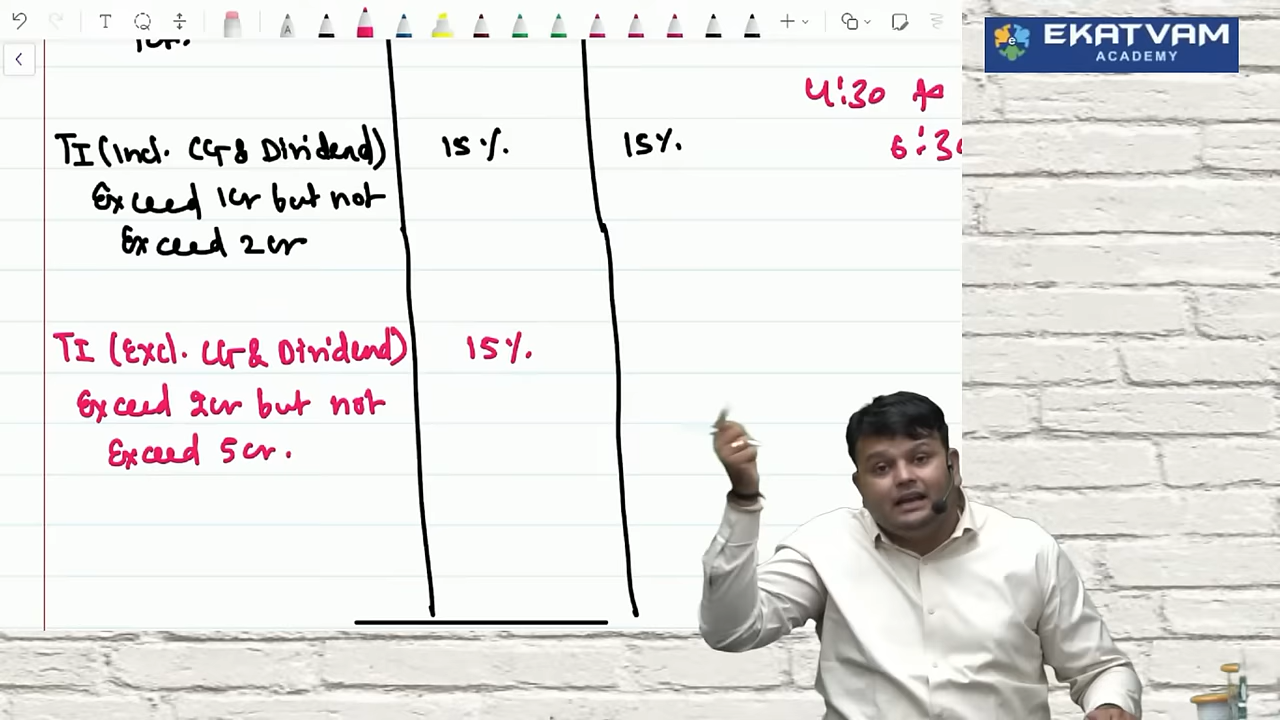 EKATVAM
ACADEMY
4:30
TI (Incl. CG & Dividend)
Exceed 1cr but not
Exceed 2cr
15%.
15%.
TI (Excl. CG & Dividend)
Exceed 2cr but not
Exceed 5cr.
15%.